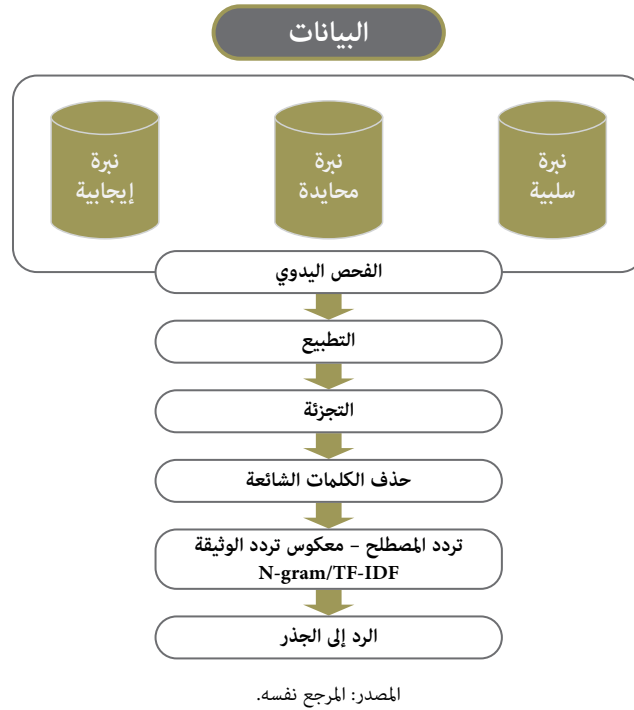 البيانات
نبرة
سلبية
نبرة
محايدة
نبرة
إيجابية
الفحص اليدوي
التطبيع
التجزئة
حذف الكلمات الشائعة
تردد المصطلح – معكوس تردد الوثيقة
N-gram/TF-IDF
الرد إلى الجذر
المصدر: المرجع نفسه.